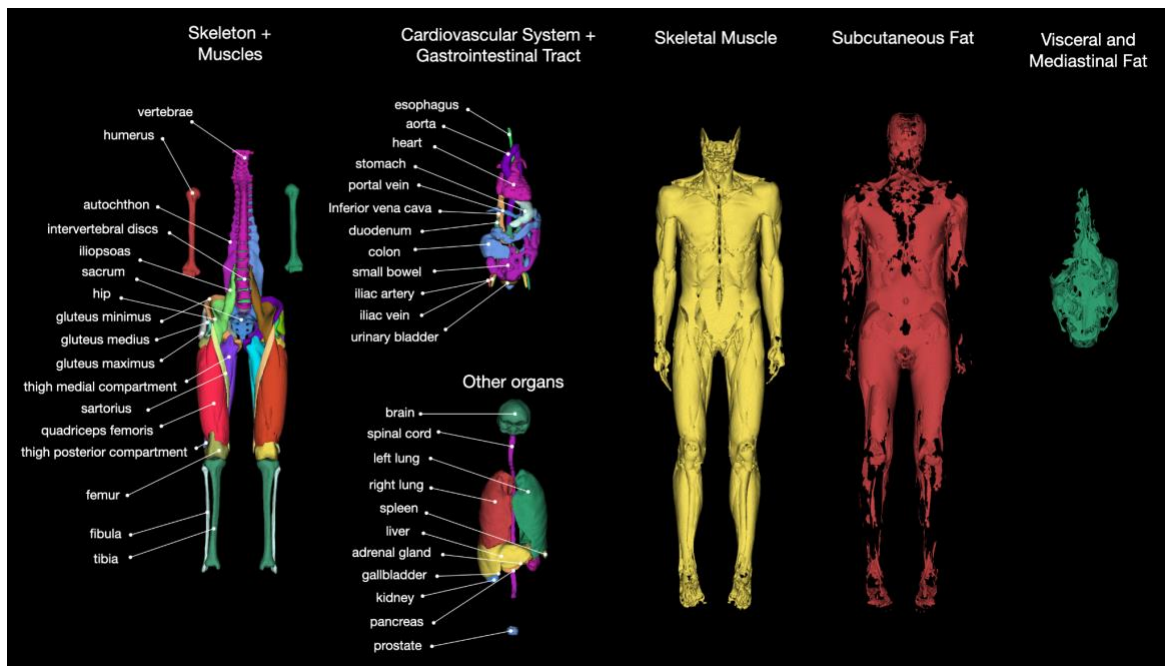 Skeleton +
Muscles
vertebrae
humerus
autochthon
intervertebral discs
iliopsoas
sacrum
hip
gluteus minimus
gluteus medius
gluteus maximus
thigh medial compartment
sartorius
quadriceps femoris
thigh posterior compartment
femur
fibula
tibia
Cardiovascular System +
Gastrointestinal Tract
esophagus
aorta
heart
stomach
portal vein
Inferior vena cava
duodenum
colon
small bowel
iliac artery
iliac vein
urinary bladder
Other organs
brain
spinal cord
left lung
right lung
spleen
liver
adrenal gland
gallbladder
kidney
pancreas
prostate
Skeletal Muscle
Subcutaneous Fat
Visceral and
Mediastinal Fat